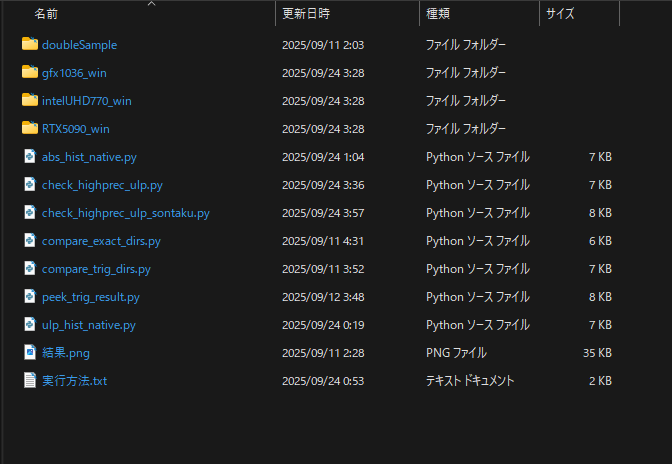 名前 更新日時 種類 サイズ
doubleSample 2025/09/11 2:03 ファイル フォルダー
gfx1036_win 2025/09/24 3:28 ファイル フォルダー
intelUHD770_win 2025/09/24 3:28 ファイル フォルダー
RTX5090_win 2025/09/24 3:28 ファイル フォルダー
abs_hist_native.py 2025/09/24 1:04 Python ソース ファイル 7 KB
check_highprec_ulp.py 2025/09/24 3:36 Python ソース ファイル 7 KB
check_highprec_ulp_sontaku.py 2025/09/24 3:57 Python ソース ファイル 8 KB
compare_exact_dirs.py 2025/09/11 4:31 Python ソース ファイル 6 KB
compare_trig_dirs.py 2025/09/11 3:52 Python ソース ファイル 7 KB
peek_trig_result.py 2025/09/12 3:48 Python ソース ファイル 8 KB
ulp_hist_native.py 2025/09/24 0:19 Python ソース ファイル 7 KB
結果.png 2025/09/11 2:28 PNG ファイル 35 KB
実行方法.txt 2025/09/24 0:53 テキスト ドキュメント 2 KB